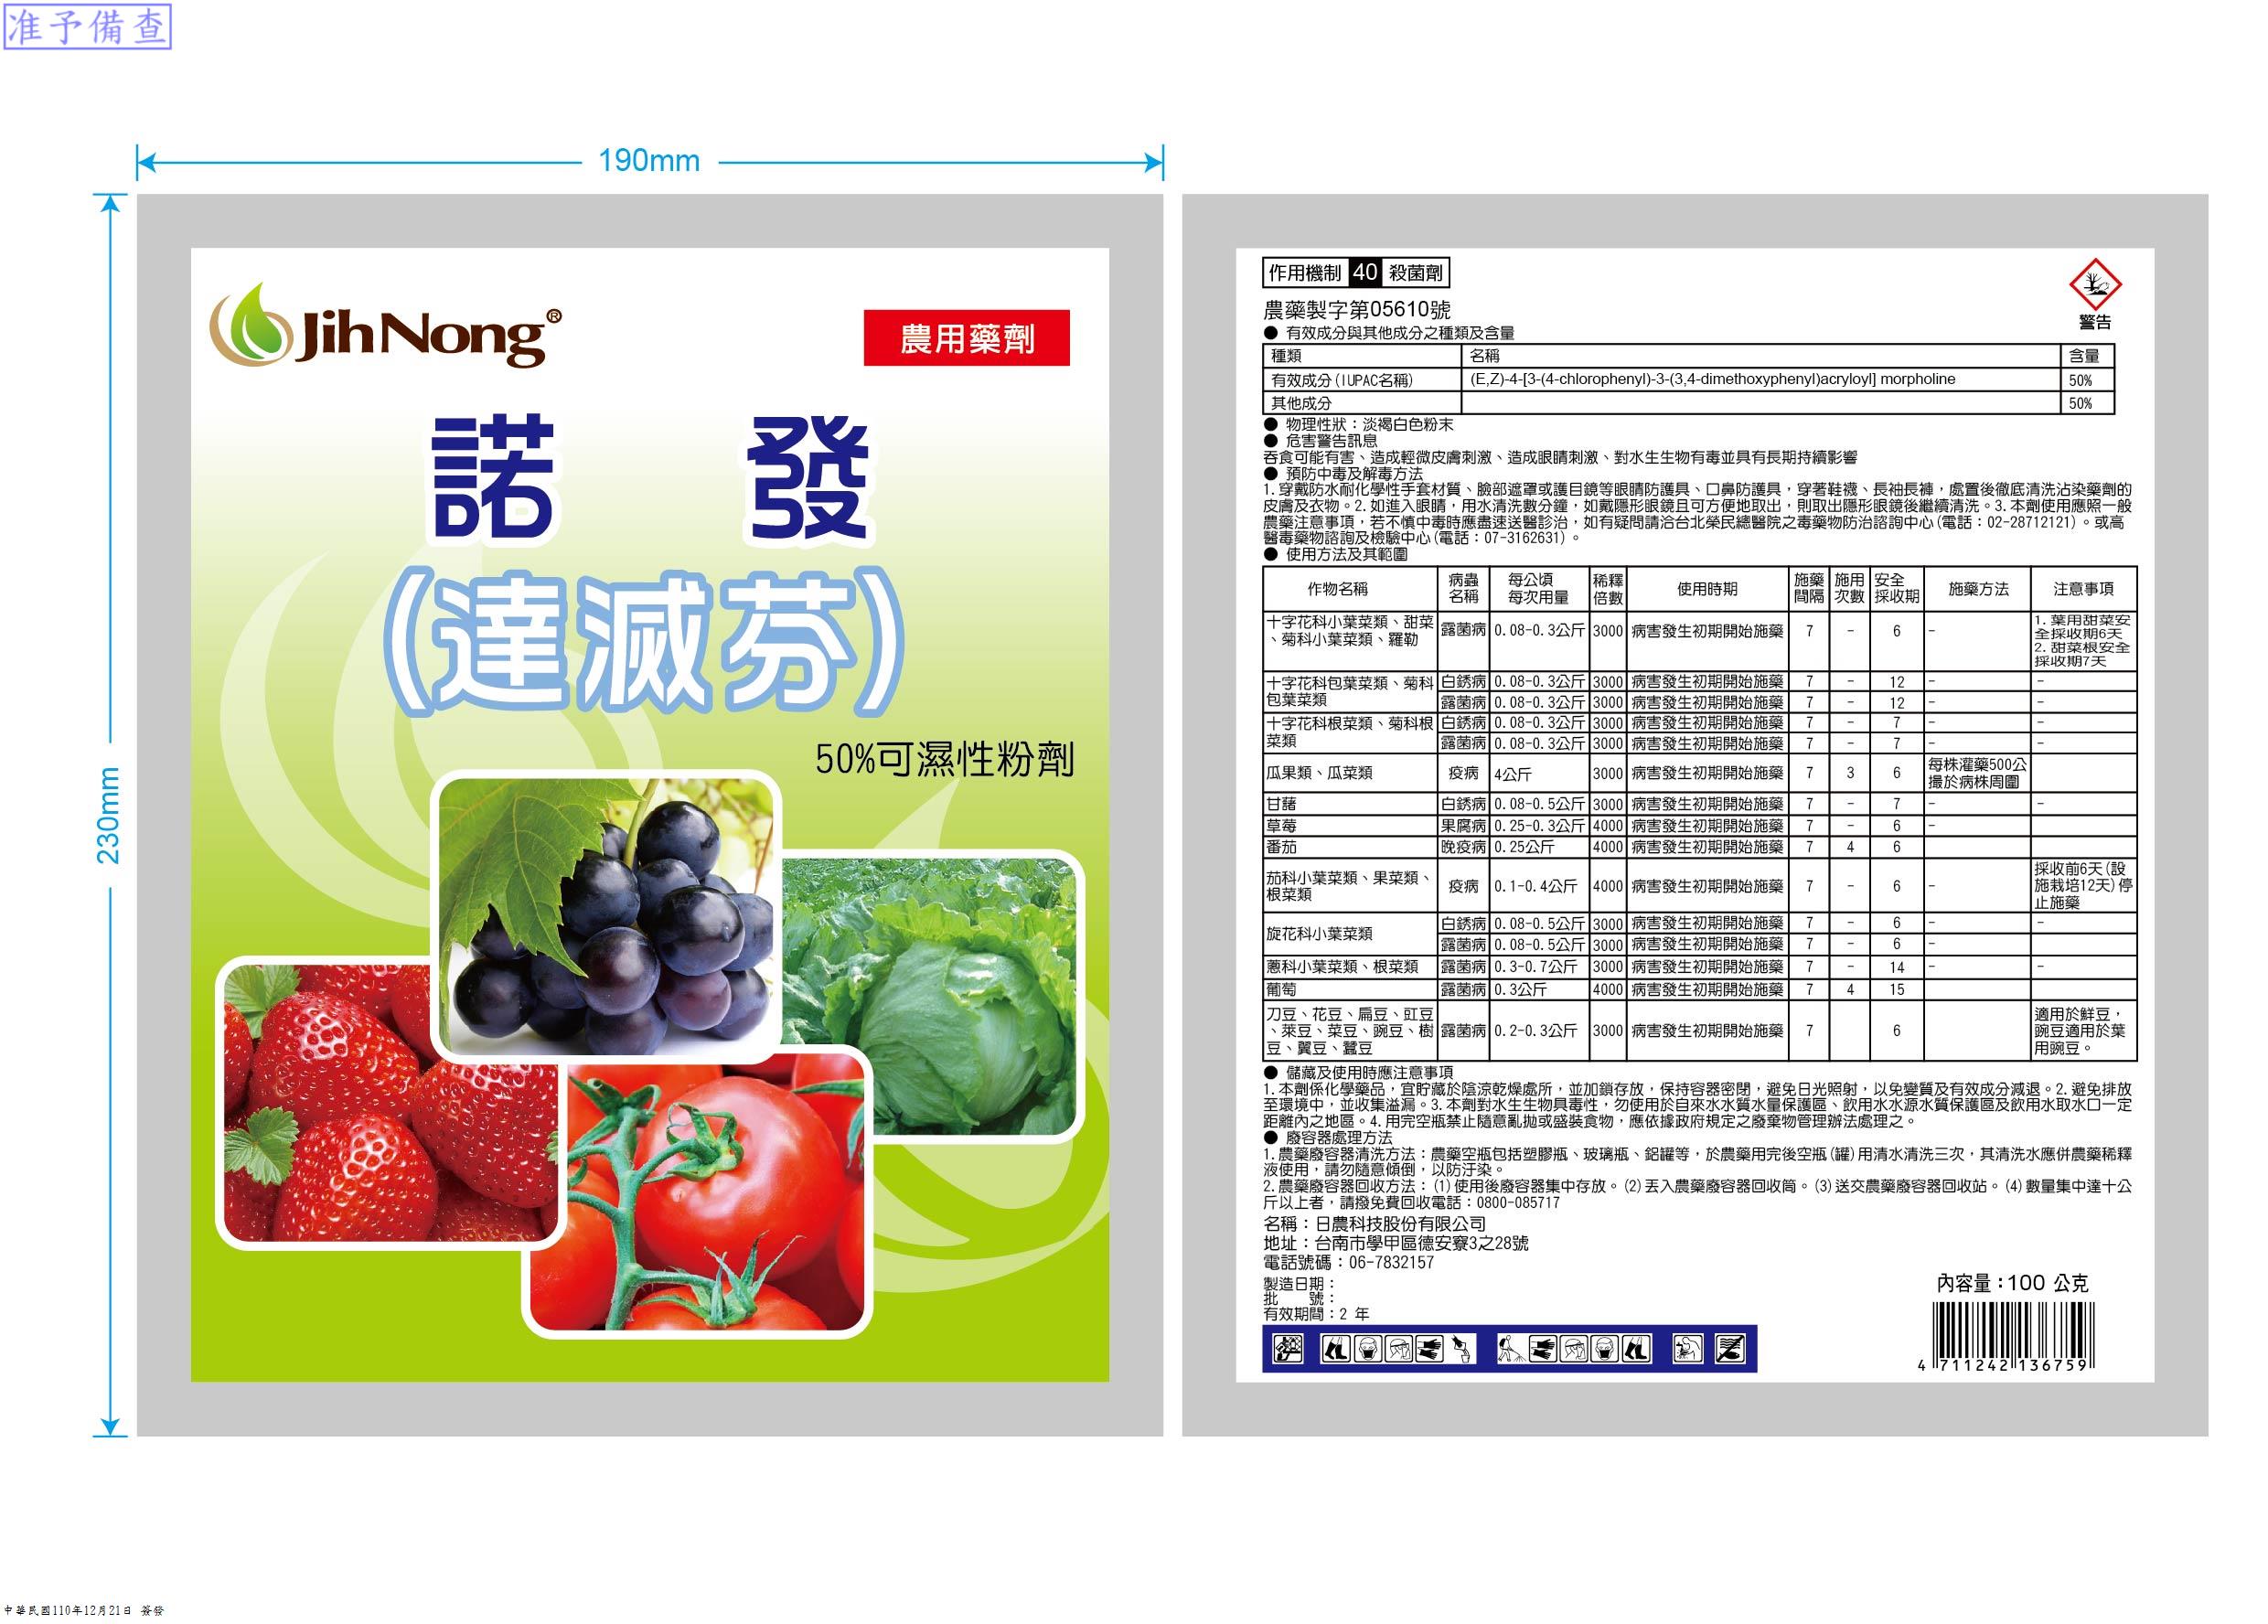 准予備查
190mm
230mm
JihNong®
農用藥劑
諾 發
(達滅芬)
50%可濕性粉劑
作用機制 40 殺菌劑
警告
農藥製字第05610號
● 有效成分與其他成分之種類及含量
種類 名稱 含量
有效成分(IUPAC名稱) (E,Z)-4-[3-(4-chlorophenyl)-3-(3,4-dimethoxyphenyl)acryloyl] morpholine 50%
其他成分 50%
● 物理性狀：淡褐白色粉末
● 危害警告訊息
吞食可能有害、造成輕微皮膚刺激、造成眼睛刺激、對水生生物有毒並具有長期持續影響
● 預防中毒及解毒方法
1.穿戴防水耐化學性手套材質、臉部遮罩或護目鏡等眼睛防護具、口鼻防護具，穿著鞋襪、長袖長褲，處置後徹底清洗沾染藥劑的
皮膚及衣物。2.如進入眼睛，用水清洗數分鐘，如戴隱形眼鏡且可方便地取出，則取出隱形眼鏡後繼續清洗。3.本劑使用應照一般
農藥注意事項，若不慎中毒時應盡速送醫診治，如有疑問請洽台北榮民總醫院之毒藥物防治諮詢中心(電話：02-28712121)。或高
醫毒藥物諮詢及檢驗中心(電話：07-3162631)。
● 使用方法及其範圍
作物名稱 病蟲名稱 每公頃每次用量 稀釋倍數 使用時期 施藥間隔 施用次數 安全採收期 施藥方法 注意事項
十字花科小葉菜類、甜菜、菊科小葉菜類、羅勒 露菌病 0.08-0.3公斤 3000 病害發生初期開始施藥 7 - 6 - 1.葉用甜菜安全採收期6天 2.甜菜根安全採收期7天
十字花科包葉菜類、菊科包葉菜類 白銹病 0.08-0.3公斤 3000 病害發生初期開始施藥 7 - 12 - -
露菌病 0.08-0.3公斤 3000 病害發生初期開始施藥 7 - 12 - -
十字花科根菜類、菊科根菜類 白銹病 0.08-0.3公斤 3000 病害發生初期開始施藥 7 - 7 - -
露菌病 0.08-0.3公斤 3000 病害發生初期開始施藥 7 - 7 - -
瓜果類、瓜菜類 疫病 4公斤 3000 病害發生初期開始施藥 7 3 6 每株灌藥500公撮於病株周圍
甘藷 白銹病 0.08-0.5公斤 3000 病害發生初期開始施藥 7 - 7 - -
草莓 果腐病 0.25-0.3公斤 4000 病害發生初期開始施藥 7 - 6 -
番茄 晚疫病 0.25公斤 4000 病害發生初期開始施藥 7 4 6
茄科小葉菜類、果菜類、根菜類 疫病 0.1-0.4公斤 4000 病害發生初期開始施藥 7 - 6 - 採收前6天(設施栽培12天)停止施藥
旋花科小葉菜類 白銹病 0.08-0.5公斤 3000 病害發生初期開始施藥 7 - 6 - -
露菌病 0.08-0.5公斤 3000 病害發生初期開始施藥 7 - 6 -
蔥科小葉菜類、根菜類 露菌病 0.3-0.7公斤 3000 病害發生初期開始施藥 7 - 14 - -
葡萄 露菌病 0.3公斤 4000 病害發生初期開始施藥 7 4 15
刀豆、花豆、扁豆、豇豆、萊豆、菜豆、豌豆、樹豆、翼豆、蠶豆 露菌病 0.2-0.3公斤 3000 病害發生初期開始施藥 7 6 適用於鮮豆，豌豆適用於葉用豌豆。
● 儲藏及使用時應注意事項
1.本劑係化學藥品，宜貯藏於陰涼乾燥處所，並加鎖存放，保持容器密閉，避免日光照射，以免變質及有效成分減退。2.避免排放
至環境中，並收集溢漏。3.本劑對水生生物具毒性，勿使用於自來水水質水量保護區、飲用水水源水質保護區及飲用水取水口一定
距離內之地區。4.用完空瓶禁止隨意亂拋或盛裝食物，應依據政府規定之廢棄物管理辦法處理之。
● 廢容器處理方法
1.農藥廢容器清洗方法：農藥空瓶包括塑膠瓶、玻璃瓶、鋁罐等，於農藥用完後空瓶(罐)用清水清洗三次，其清洗水應併農藥稀釋
液使用，請勿隨意傾倒，以防汙染。
2.農藥廢容器回收方法：(1)使用後廢容器集中存放。(2)丟入農藥廢容器回收筒。(3)送交農藥廢容器回收站。(4)數量集中達十公
斤以上者，請撥免費回收電話：0800-085717
名稱：日農科技股份有限公司
地址：台南市學甲區德安寮3之28號
電話號碼：06-7832157
製造日期：
批 號：
有效期間：2 年
內容量：100 公克
4 711242 136759
中華民國110年12月21日 簽發